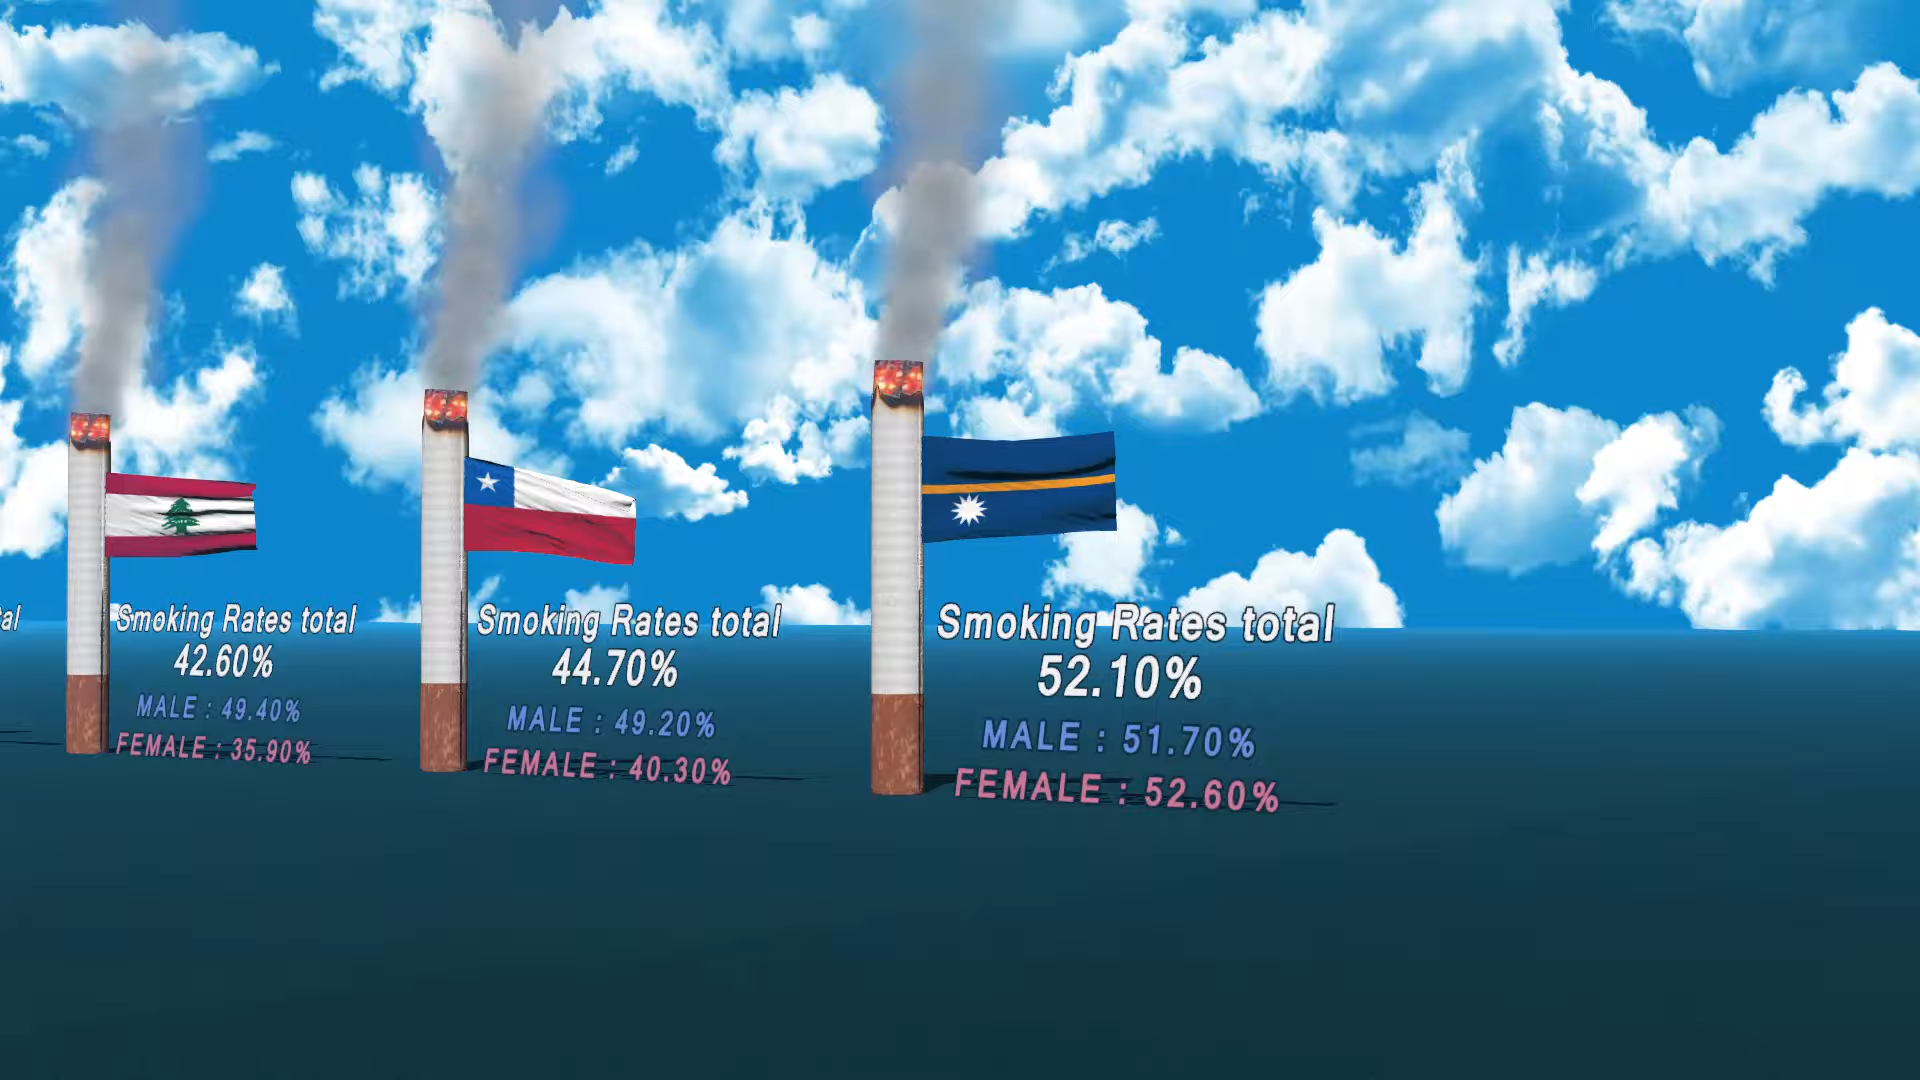 Smoking Rates total
42.60%
MALE : 49.40%
FEMALE : 35.90%
Smoking Rates total
44.70%
MALE : 49.20%
FEMALE : 40.30%
Smoking Rates total
52.10%
MALE : 51.70%
FEMALE : 52.60%